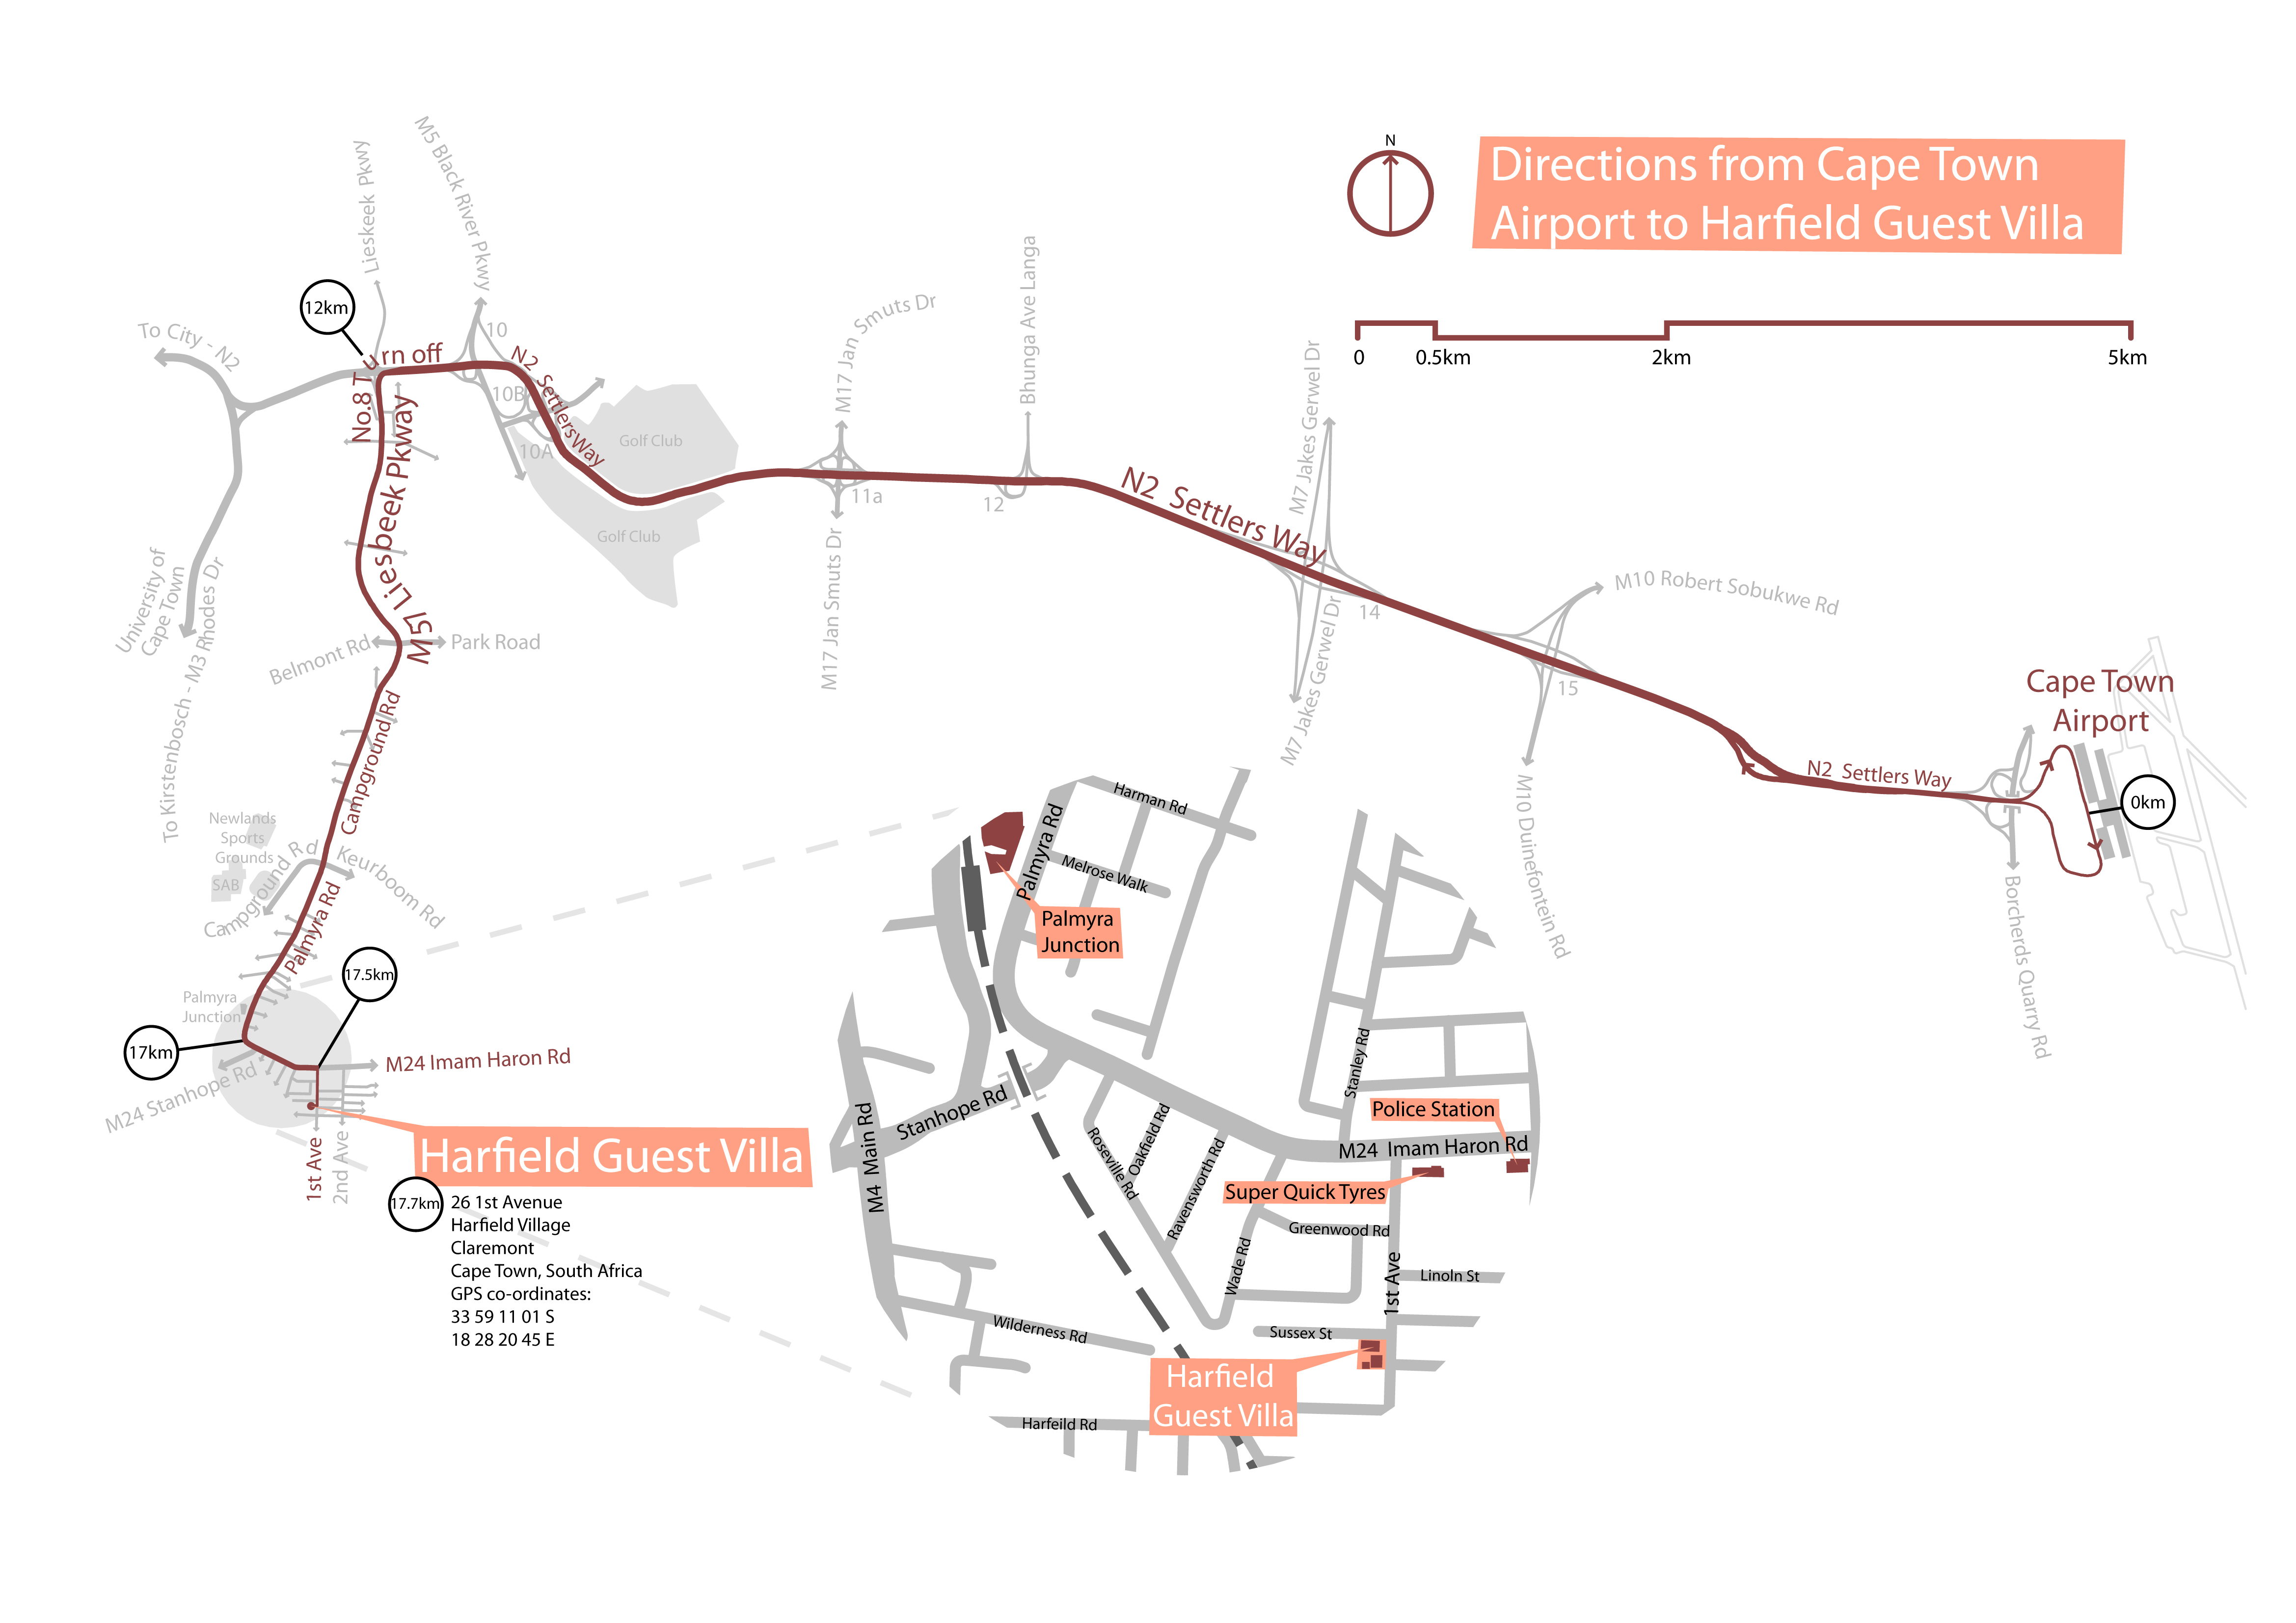 N
Directions from Cape Town
Airport to Harfield Guest Villa
0
0.5km
2km
5km
Lieskeek Pkwy
M5 Black River Pkwy
12km
To City - N2
No.8 Turn off
10
N2 SettlersWay
10B
10A
Golf Club
Golf Club
M17 Jan Smuts Dr
11a
M17 Jan Smuts Dr
Bhunga Ave Langa
12
N2 Settlers Way
M7 Jakes Gerwel Dr
14
M7 Jakes Gerwel Dr
M10 Robert Sobukwe Rd
15
M10 Duinefontein Rd
N2 Settlers Way
Cape Town
Airport
0km
Borcherds Quarry Rd
M57 Liesbeek Pkway
University of
Cape Town
To Kirstenbosch - M3 Rhodes Dr
Belmont Rd
Park Road
Campground Rd
Newlands
Sports
Grounds
SAB
Campground Rd
Keurboom Rd
Palmyra Rd
17.5km
Palmyra
Junction
17km
M24 Stanhope Rd
M24 Imam Haron Rd
1st Ave
2nd Ave
Harfield Guest Villa
17.7km
26 1st Avenue
Harfield Village
Claremont
Cape Town, South Africa
GPS co-ordinates:
33 59 11 01 S
18 28 20 45 E
Harman Rd
Palmyra Rd
Melrose Walk
Palmyra
Junction
Stanley Rd
Police Station
M24 Imam Haron Rd
Stanhope Rd
M4 Main Rd
Roseville Rd
Oakfield Rd
Ravensworth Rd
Super Quick Tyres
Greenwood Rd
Wade Rd
1st Ave
Linoln St
Sussex St
Wilderness Rd
Harfield
Guest Villa
Harfeild Rd